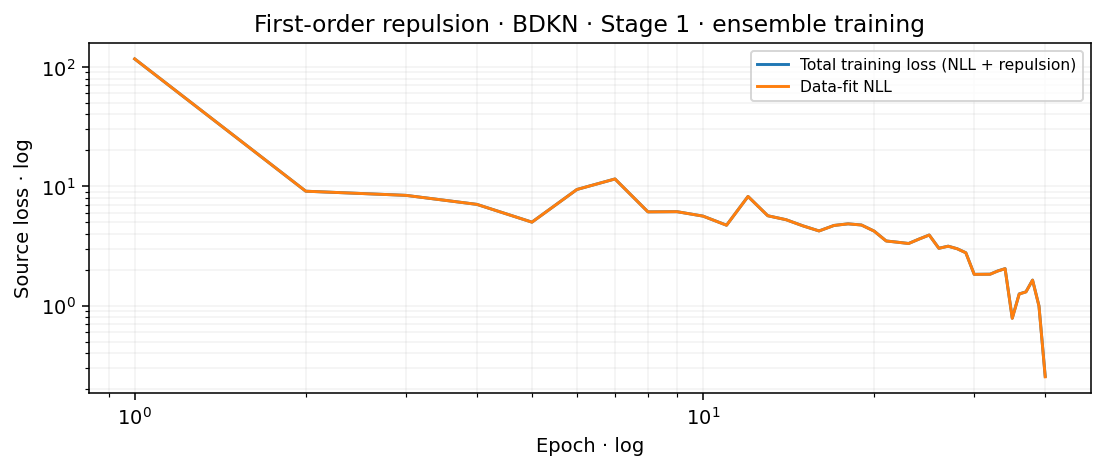 First-order repulsion · BDKN · Stage 1 · ensemble training
Total training loss (NLL + repulsion)
Data-fit NLL
Source loss · log
10²
10¹
10⁰
10⁰
10¹
Epoch · log